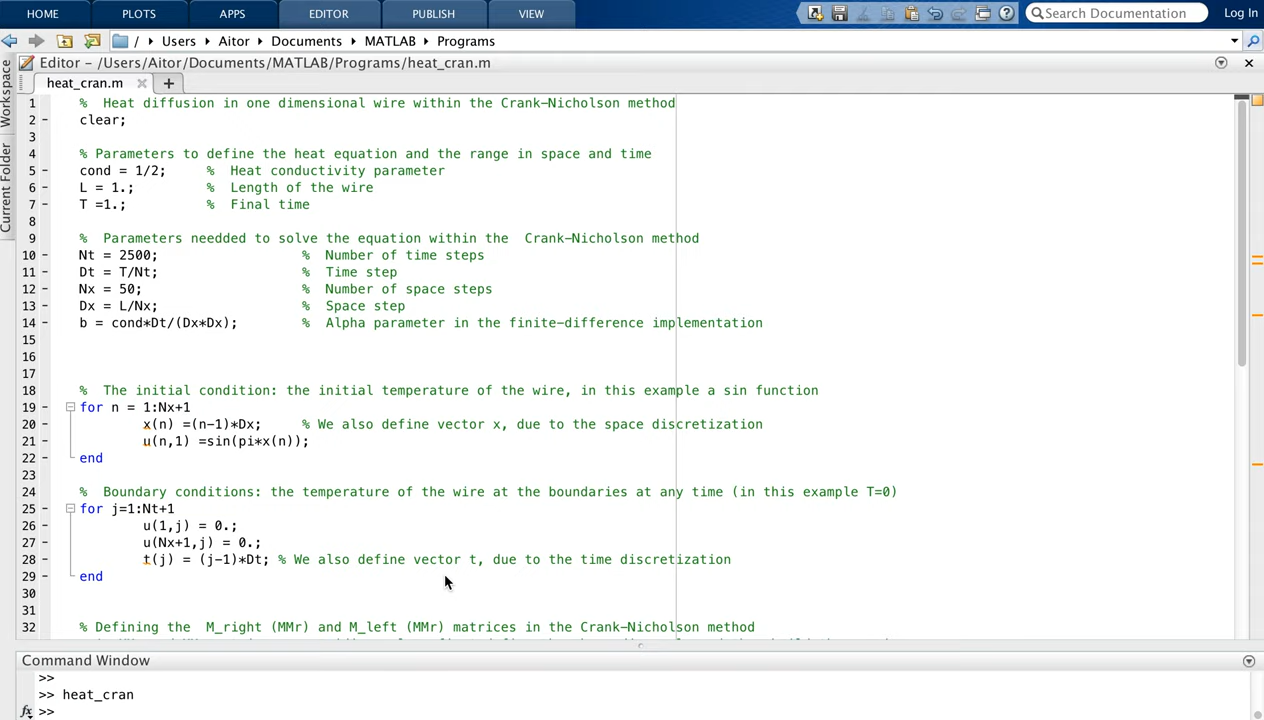 HOME PLOTS APPS EDITOR PUBLISH VIEW Search Documentation Log In
/ Users Aitor Documents MATLAB Programs
Editor - /Users/Aitor/Documents/MATLAB/Programs/heat_cran.m
heat_cran.m
Workspace
Current Folder
1 % Heat diffusion in one dimensional wire within the Crank-Nicholson method
2 - clear;
3
4 % Parameters to define the heat equation and the range in space and time
5 - cond = 1/2; % Heat conductivity parameter
6 - L = 1.; % Length of the wire
7 - T =1.; % Final time
8
9 % Parameters needded to solve the equation within the Crank-Nicholson method
10 - Nt = 2500; % Number of time steps
11 - Dt = T/Nt; % Time step
12 - Nx = 50; % Number of space steps
13 - Dx = L/Nx; % Space step
14 - b = cond*Dt/(Dx*Dx); % Alpha parameter in the finite-difference implementation
15
16
17
18 % The initial condition: the initial temperature of the wire, in this example a sin function
19 - for n = 1:Nx+1
20 - x(n) =(n-1)*Dx; % We also define vector x, due to the space discretization
21 - u(n,1) =sin(pi*x(n));
22 - end
23
24 % Boundary conditions: the temperature of the wire at the boundaries at any time (in this example T=0)
25 - for j=1:Nt+1
26 - u(1,j) = 0.;
27 - u(Nx+1,j) = 0.;
28 - t(j) = (j-1)*Dt; % We also define vector t, due to the time discretization
29 - end
30
31
32 % Defining the M_right (MMr) and M_left (MMr) matrices in the Crank-Nicholson method
Command Window
>>
>> heat_cran
fx >>